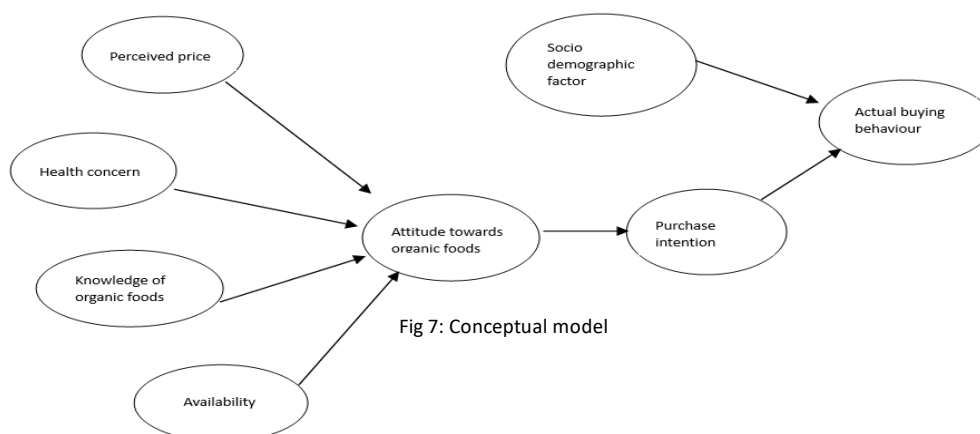 Perceived price
Socio
demographic
factor
Actual buying
behaviour
Health concern
Attitude towards
organic foods
Purchase
intention
Knowledge of
organic foods
Fig 7: Conceptual model
Availability